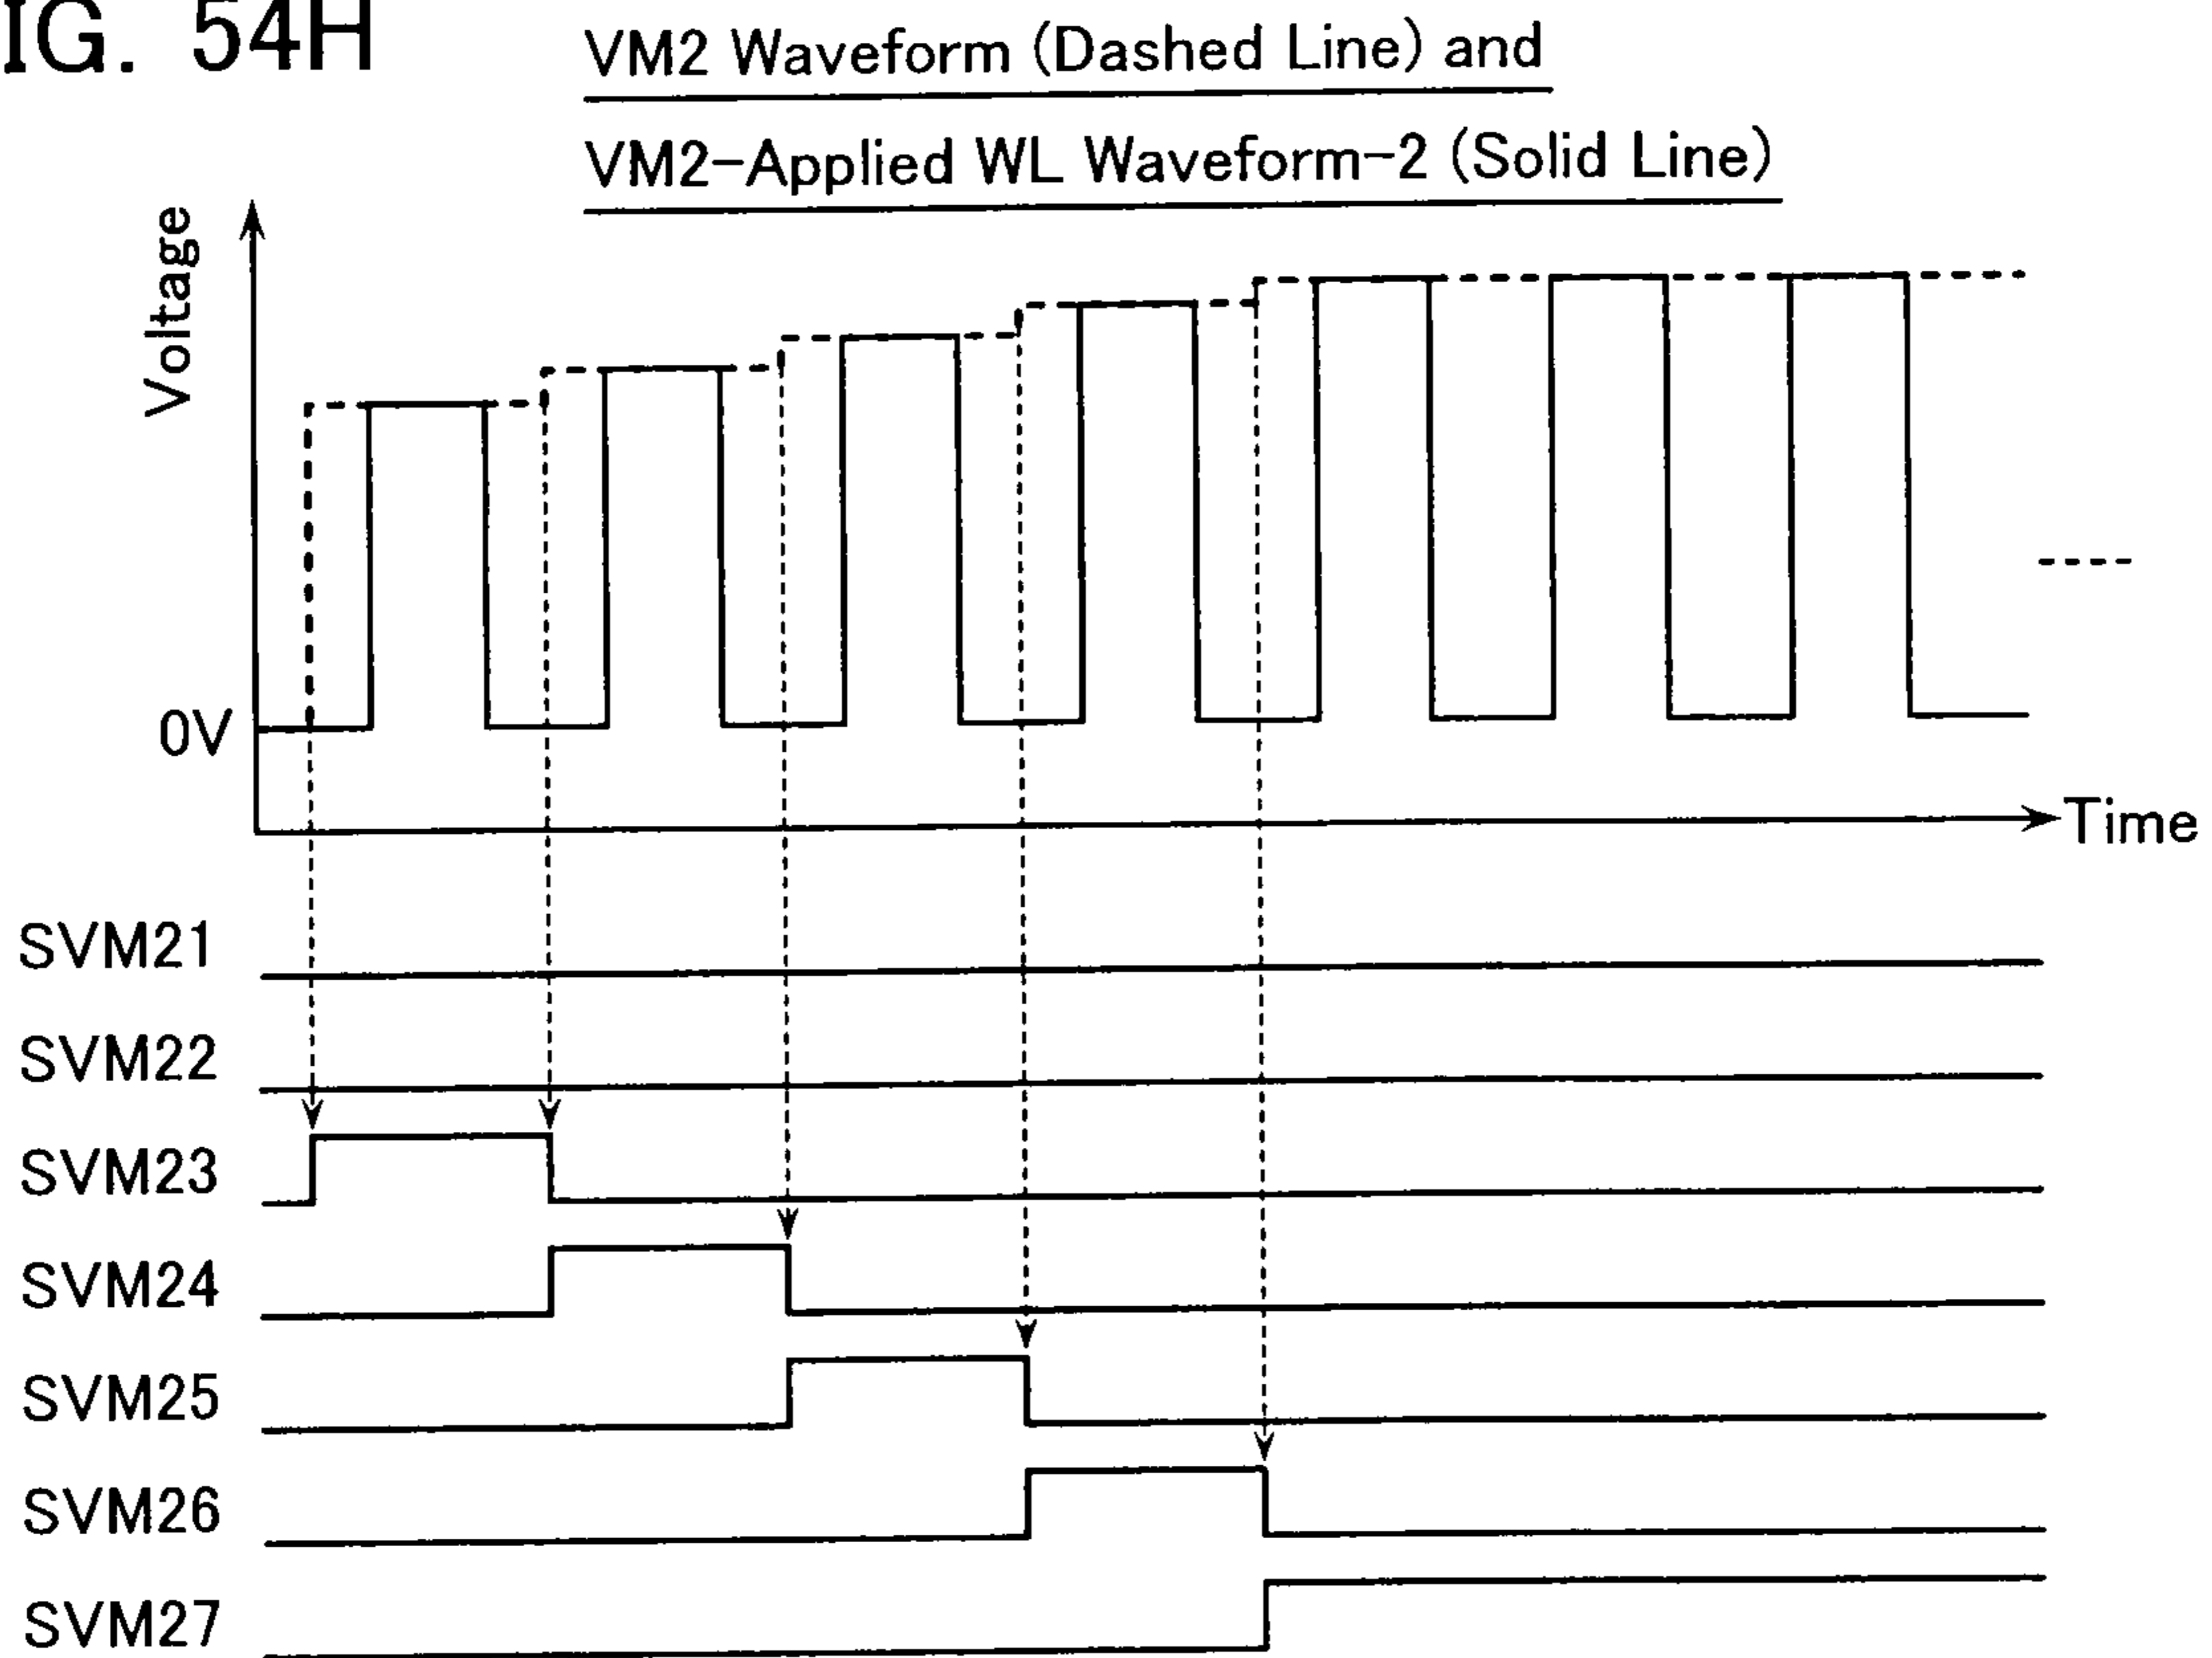 IG. 54H
VM2 Waveform (Dashed Line) and
VM2-Applied WL Waveform-2 (Solid Line)
Voltage
0V
Time
SVM21
SVM22
SVM23
SVM24
SVM25
SVM26
SVM27